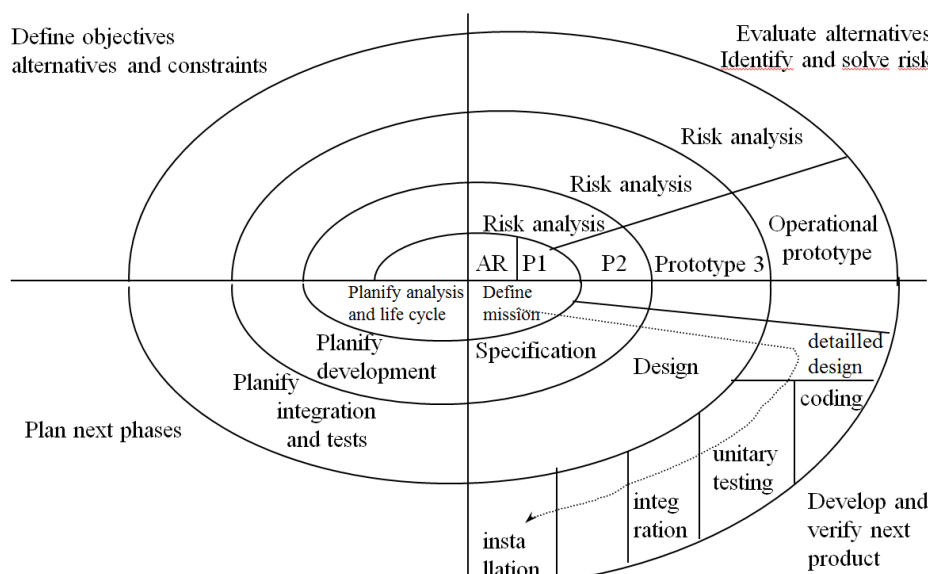 Define objectives
alternatives and constraints
Evaluate alternatives
Identify and solve risk
Risk analysis
Risk analysis
Risk analysis
Operational
prototype
AR
P1
P2
Prototype 3
Planify analysis
and life cycle
Define
mission
Planify
development
Specification
Planify
integration
and tests
Design
detailled
design
coding
Plan next phases
unitary
testing
integ
ration
insta
llation
Develop and
verify next
product